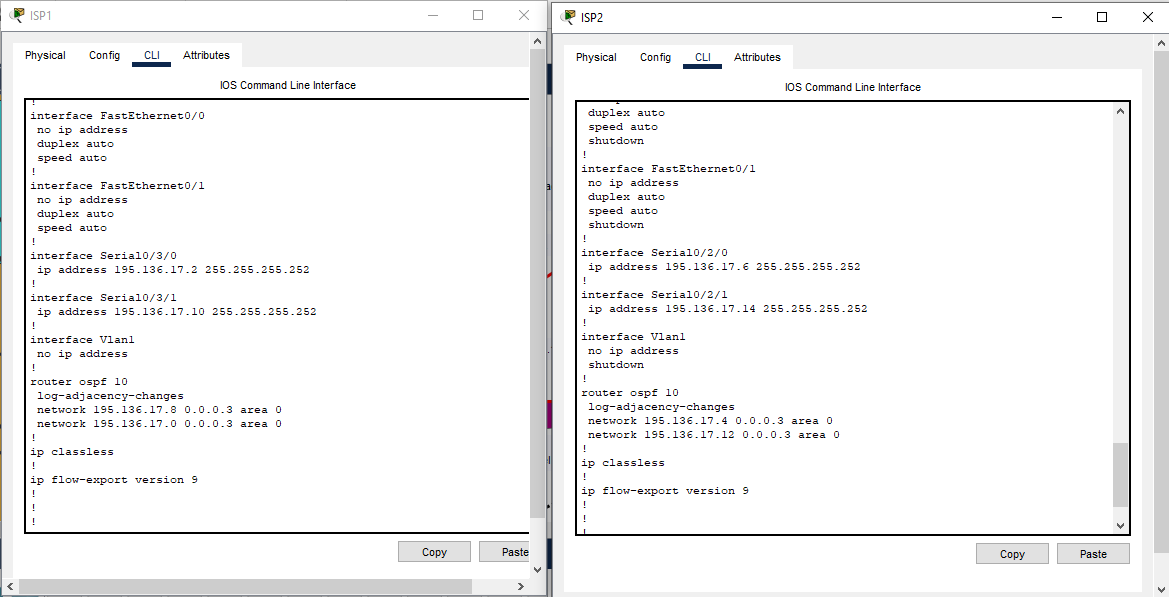 ISP1
Physical Config CLI Attributes
IOS Command Line Interface
!
interface FastEthernet0/0
 no ip address
 duplex auto
 speed auto
!
interface FastEthernet0/1
 no ip address
 duplex auto
 speed auto
!
interface Serial0/3/0
 ip address 195.136.17.2 255.255.255.252
!
interface Serial0/3/1
 ip address 195.136.17.10 255.255.255.252
!
interface Vlan1
 no ip address
!
router ospf 10
 log-adjacency-changes
 network 195.136.17.8 0.0.0.3 area 0
 network 195.136.17.0 0.0.0.3 area 0
!
ip classless
!
ip flow-export version 9
!
!
!
Copy Paste
ISP2
Physical Config CLI Attributes
IOS Command Line Interface
 duplex auto
 speed auto
 shutdown
!
interface FastEthernet0/1
 no ip address
 duplex auto
 speed auto
 shutdown
!
interface Serial0/2/0
 ip address 195.136.17.6 255.255.255.252
!
interface Serial0/2/1
 ip address 195.136.17.14 255.255.255.252
!
interface Vlan1
 no ip address
 shutdown
!
router ospf 10
 log-adjacency-changes
 network 195.136.17.4 0.0.0.3 area 0
 network 195.136.17.12 0.0.0.3 area 0
!
ip classless
!
ip flow-export version 9
!
!
!
Copy Paste